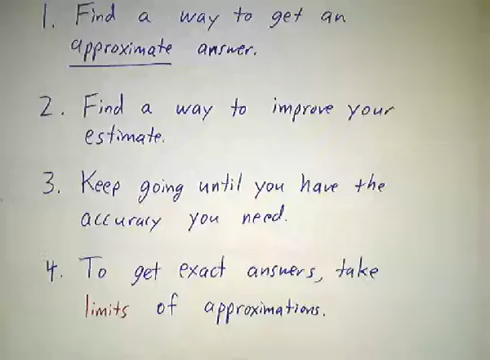 1. Find a way to get an
approximate answer.
2. Find a way to improve your
estimate.
3. Keep going until you have the
accuracy you need.
4. To get exact answers, take
limits of approximations.